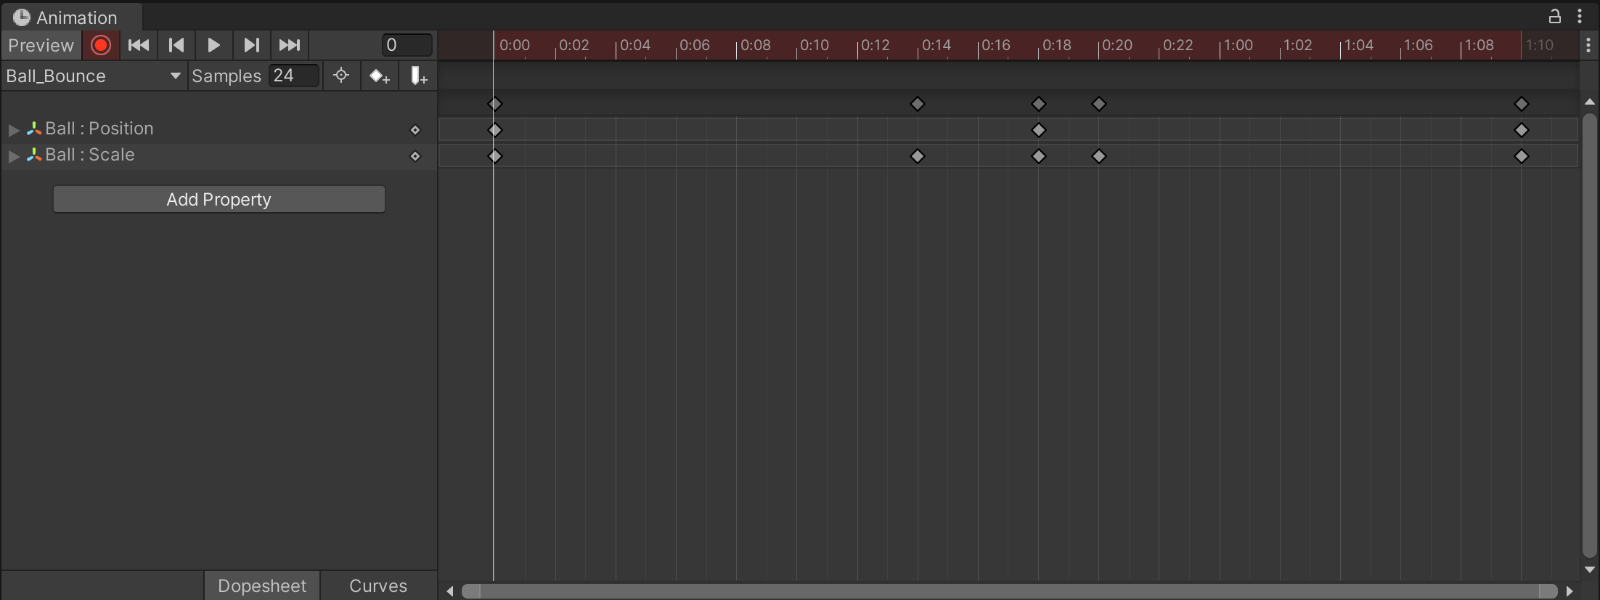 Animation
Preview 0 0:00 0:02 0:04 0:06 0:08 0:10 0:12 0:14 0:16 0:18 0:20 0:22 1:00 1:02 1:04 1:06 1:08 1:10
Ball_Bounce Samples 24
Ball : Position
Ball : Scale
Add Property
Dopesheet Curves